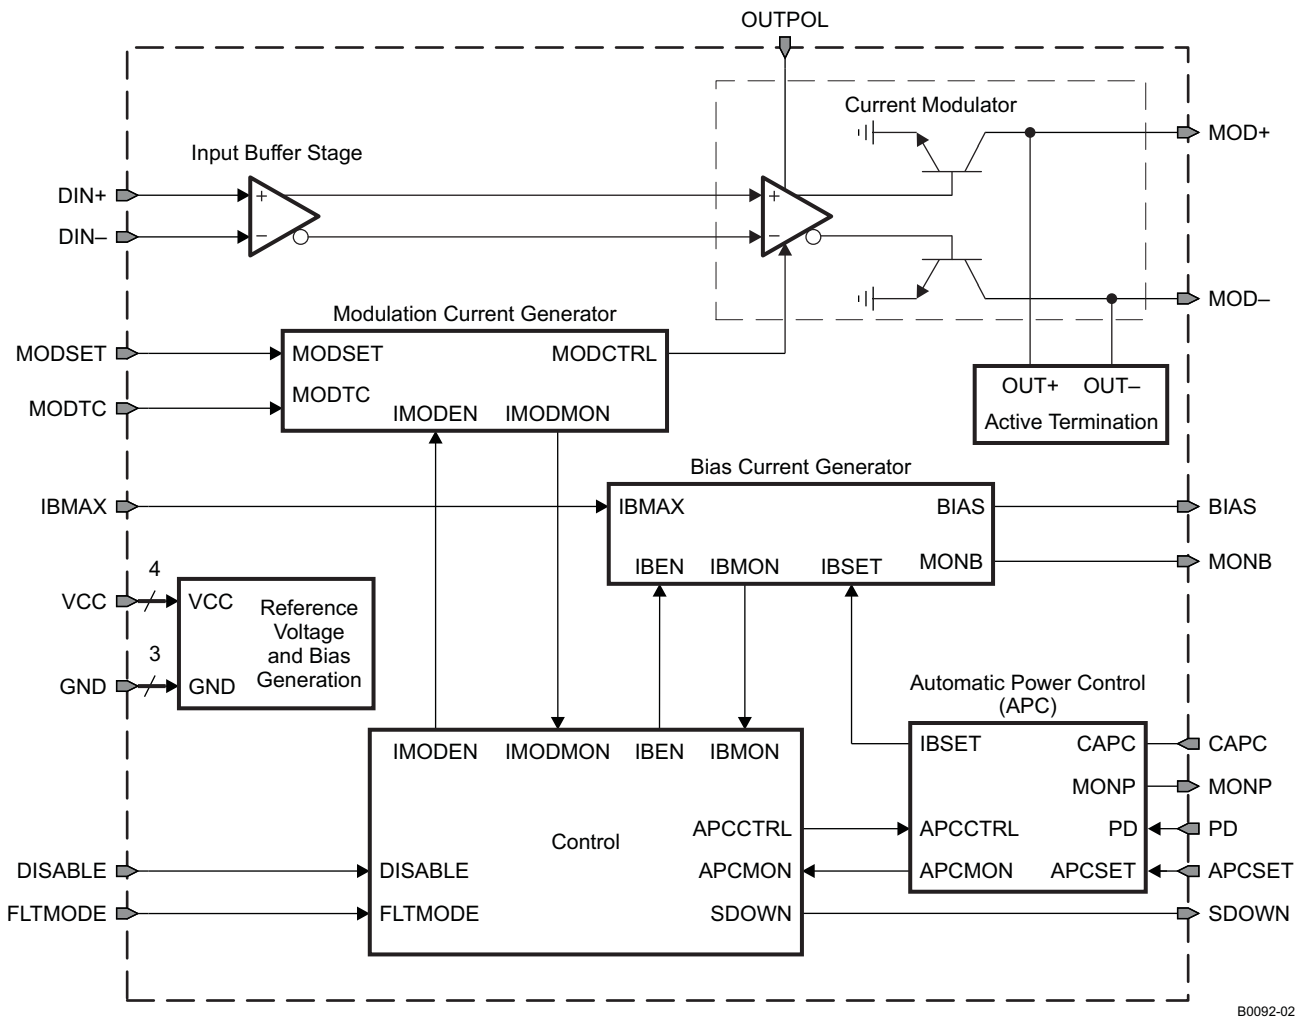 OUTPOL
Current Modulator
MOD+
Input Buffer Stage
DIN+
+
+
DIN–
–
–
MOD–
Modulation Current Generator
MODSET
MODSET
MODCTRL
MODTC
MODTC
IMODEN
IMODMON
OUT+
OUT–
Active Termination
Bias Current Generator
IBMAX
IBMAX
BIAS
BIAS
IBEN
IBMON
IBSET
MONB
MONB
4
VCC
VCC
Reference
Voltage
and Bias
Generation
3
GND
GND
Automatic Power Control
(APC)
IMODEN
IMODMON
IBEN
IBMON
IBSET
CAPC
CAPC
MONP
MONP
Control
APCCTRL
APCCTRL
PD
PD
DISABLE
DISABLE
APCMON
APCMON
APCSET
APCSET
FLTMODE
FLTMODE
SDOWN
SDOWN
B0092-02